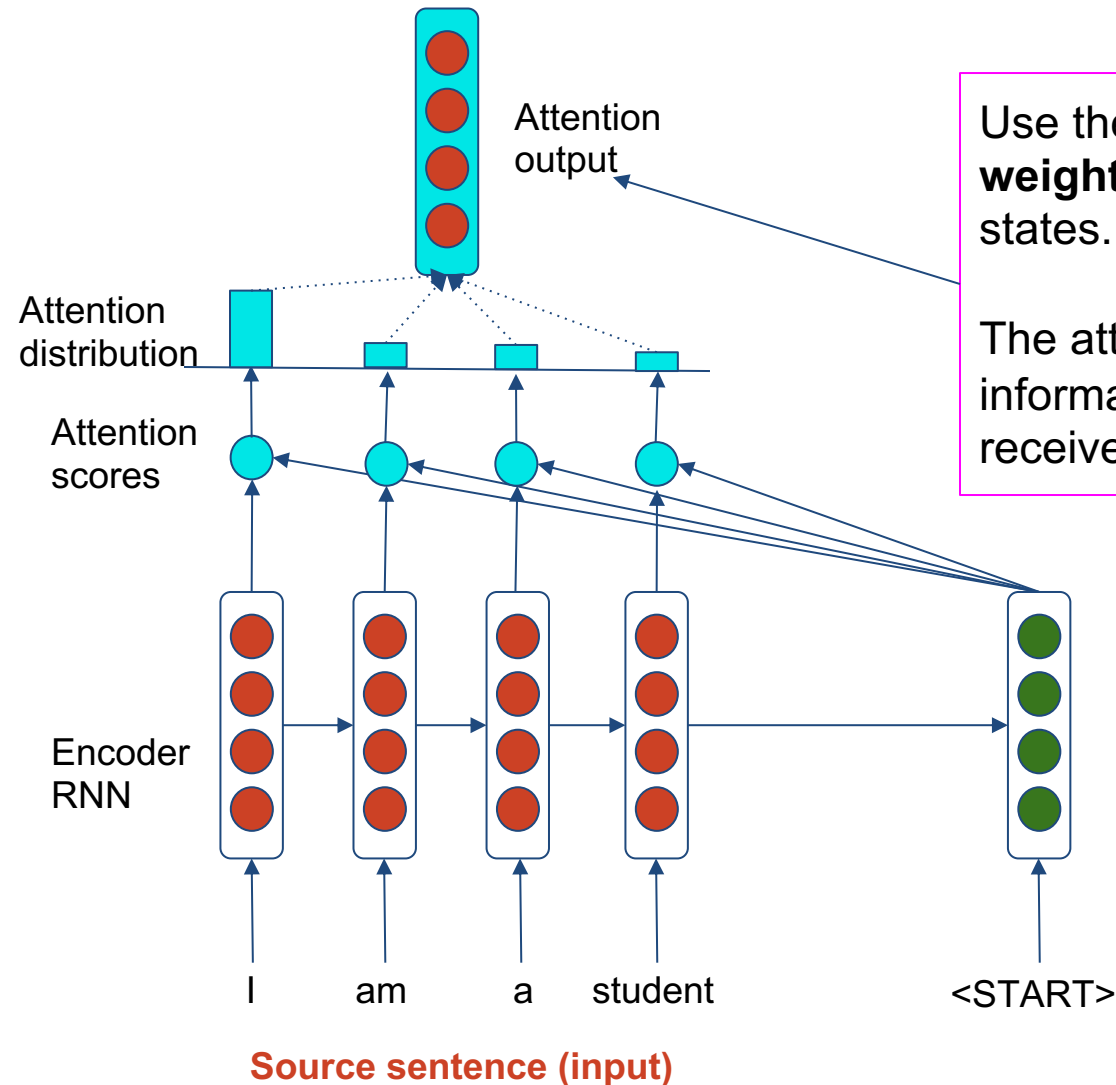 Attention
output
Use the
weight
states.
The att
informa
receive
Attention
distribution
Attention
scores
Encoder
RNN
I am a student <START>
Source sentence (input)